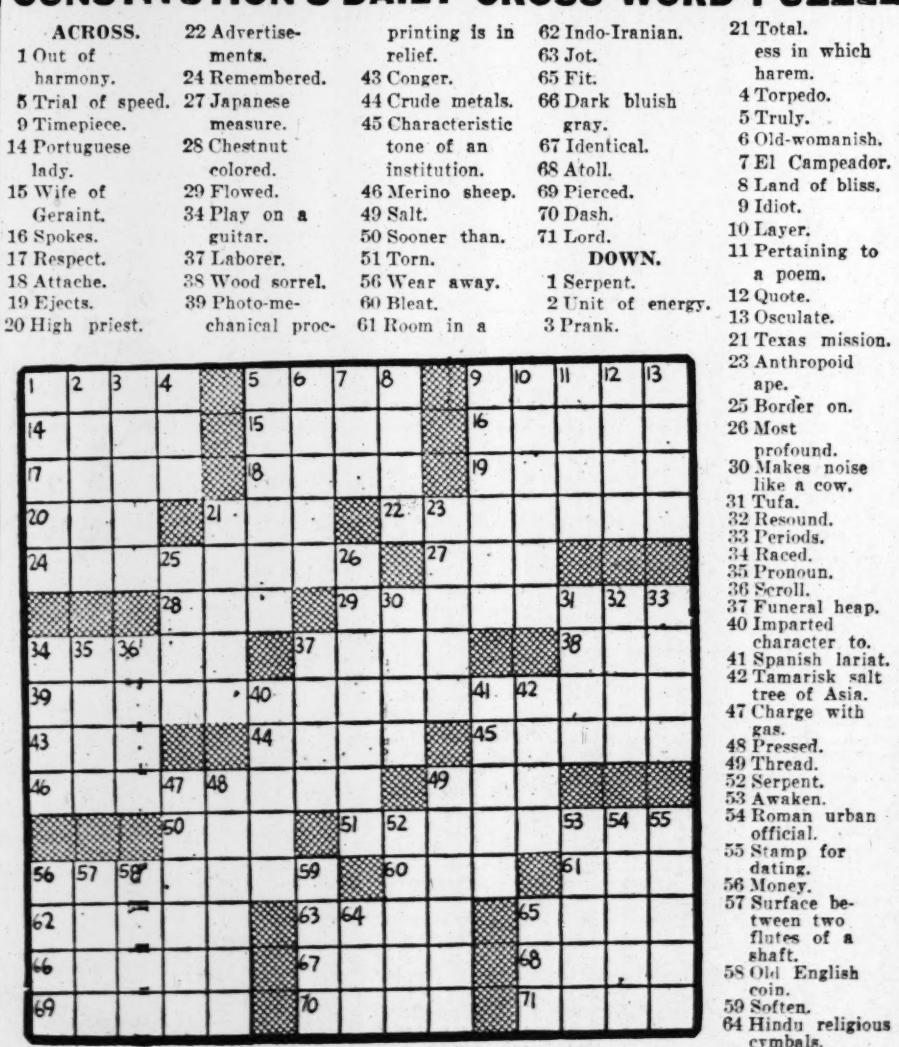 CONSTITUTION'S DAILY CROSS-WORD PUZZLE
ACROSS.
1 Out of
harmony.
5 Trial of speed.
9 Timepiece.
14 Portuguese
lady.
15 Wife of
Geraint.
16 Spokes.
17 Respect.
18 Attache.
19 Ejects.
20 High priest.
22 Advertise-
ments.
24 Remembered.
27 Japanese
measure.
28 Chestnut
colored.
29 Flowed.
34 Play on a
guitar.
37 Laborer.
38 Wood sorrel.
39 Photo-me-
chanical proc-
printing is in
relief.
43 Conger.
44 Crude metals.
45 Characteristic
tone of an
institution.
46 Merino sheep.
49 Salt.
50 Sooner than.
51 Torn.
56 Wear away.
60 Bleat.
61 Room in a
62 Indo-Iranian.
63 Jot.
65 Fit.
66 Dark bluish
gray.
67 Identical.
68 Atoll.
69 Pierced.
70 Dash.
71 Lord.
DOWN.
1 Serpent.
2 Unit of energy.
3 Prank.
21 Total.
ess in which
harem.
4 Torpedo.
5 Truly.
6 Old-womanish.
7 El Campeador.
8 Land of bliss.
9 Idiot.
10 Layer.
11 Pertaining to
a poem.
12 Quote.
13 Osculate.
21 Texas mission.
23 Anthropoid
ape.
25 Border on.
26 Most
profound.
30 Makes noise
like a cow.
31 Tufa.
32 Resound.
33 Periods.
34 Raced.
35 Pronoun.
36 Scroll.
37 Funeral heap.
40 Imparted
character to.
41 Spanish lariat.
42 Tamarisk salt
tree of Asia.
47 Charge with
gas.
48 Pressed.
49 Thread.
52 Serpent.
53 Awaken.
54 Roman urban
official.
55 Stamp for
dating.
56 Money.
57 Surface be-
tween two
flutes of a
shaft.
58 Old English
coin.
59 Soften.
64 Hindu religious
cymbals.
1 2 3 4 5 6 7 8 9 10 11 12 13
14 15 16
17 18 19
20 21 22 23
24 25 26 27
28 29 30 31 32 33
34 35 36 37 38
39 40 41 42
43 44 45
46 47 48 49
50 51 52 53 54 55
56 57 58 59 60 61
62 63 64 65
66 67 68
69 70 71